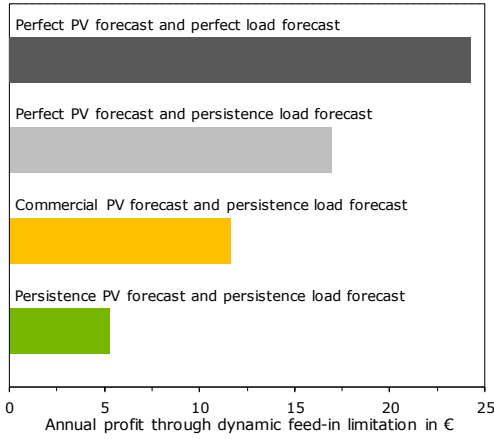 Perfect PV forecast and perfect load forecast
Perfect PV forecast and persistence load forecast
Commercial PV forecast and persistence load forecast
Persistence PV forecast and persistence load forecast
0 5 10 15 20 25
Annual profit through dynamic feed-in limitation in €